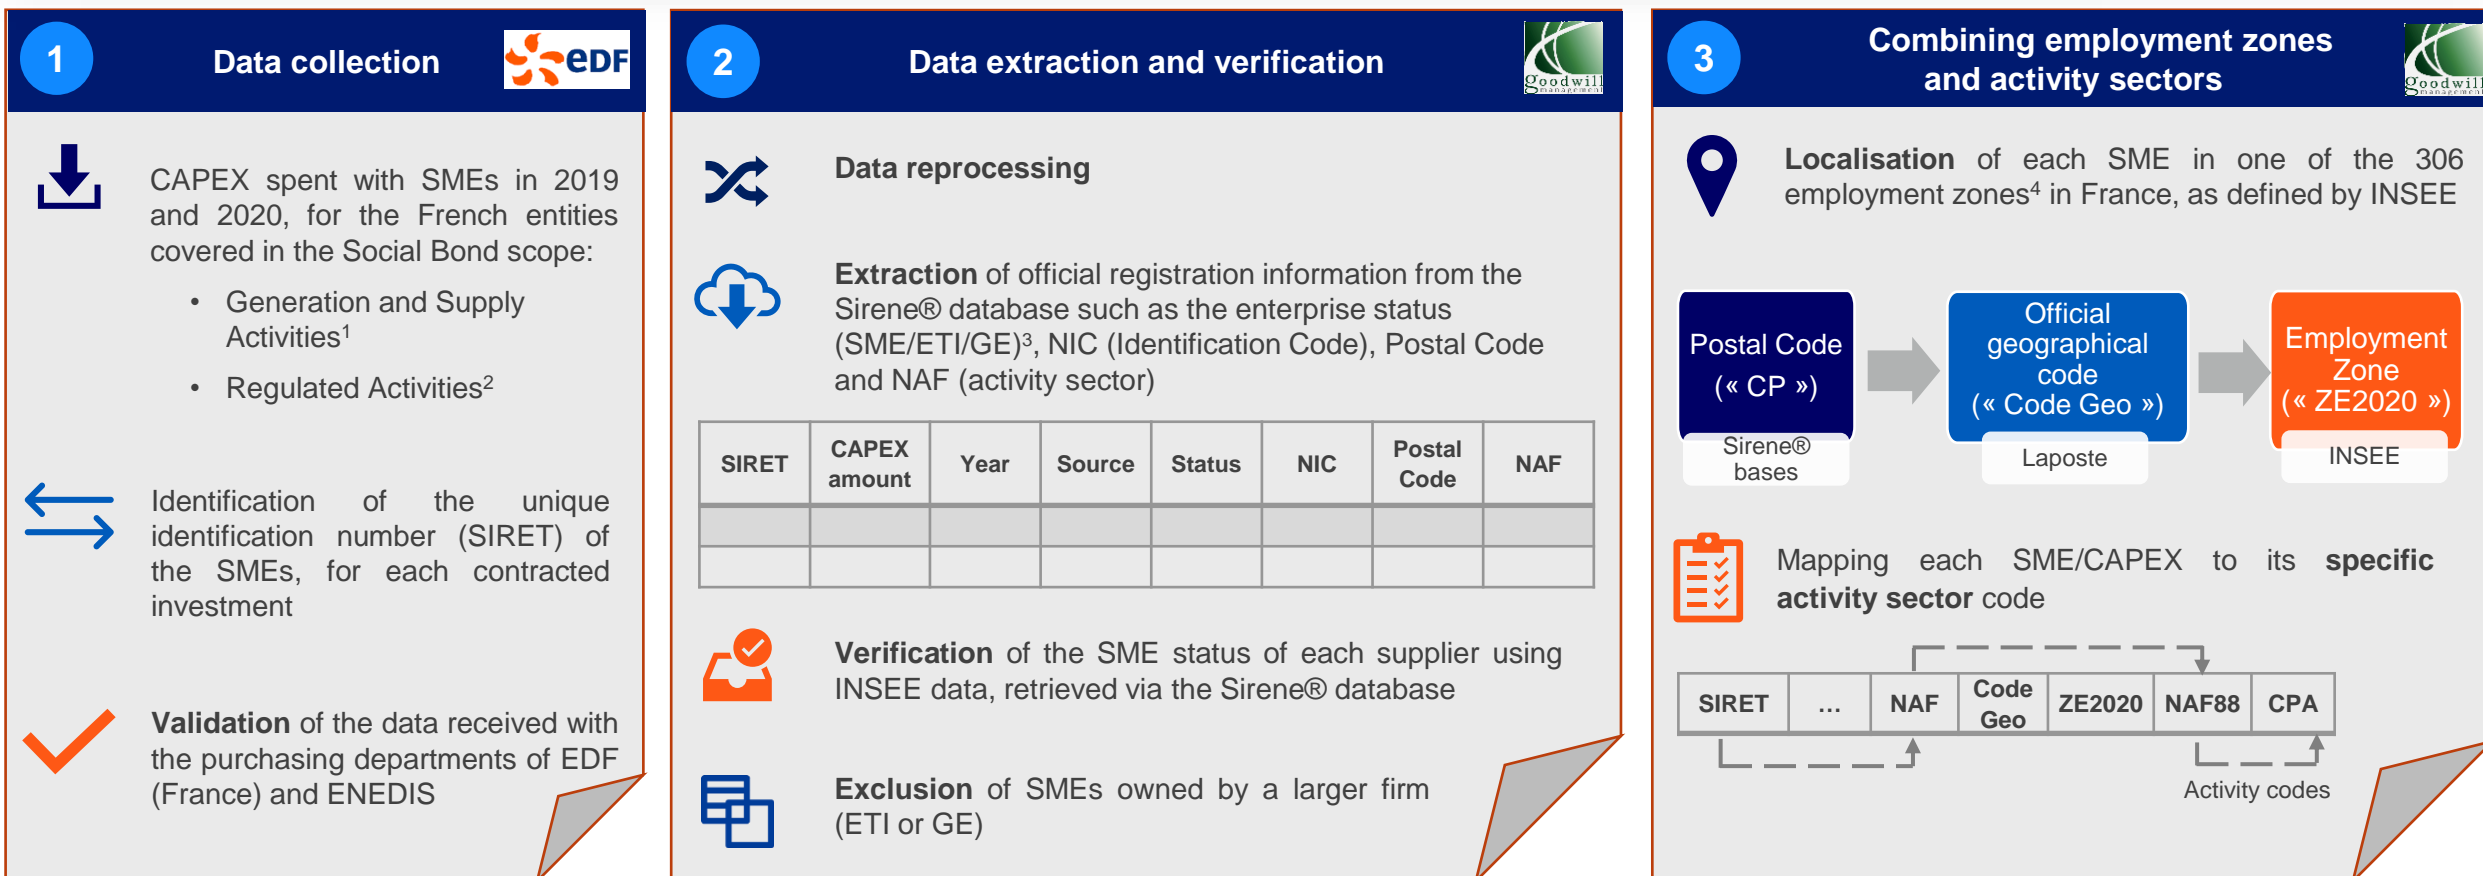 1
Data collection
edf
CAPEX spent with SMEs in 2019
and 2020, for the French entities
covered in the Social Bond scope:
• Generation and Supply
Activities¹
• Regulated Activities²
Identification of the unique
identification number (SIRET) of
the SMEs, for each contracted
investment
Validation of the data received with
the purchasing departments of EDF
(France) and ENEDIS
2
Data extraction and verification
goodwill
management
Data reprocessing
Extraction of official registration information from the
Sirene® database such as the enterprise status
(SME/ETI/GE)³, NIC (Identification Code), Postal Code
and NAF (activity sector)
SIRET
CAPEX
amount
Year
Source
Status
NIC
Postal
Code
NAF
Verification of the SME status of each supplier using
INSEE data, retrieved via the Sirene® database
Exclusion of SMEs owned by a larger firm
(ETI or GE)
3
Combining employment zones
and activity sectors
goodwill
management
Localisation of each SME in one of the 306
employment zones⁴ in France, as defined by INSEE
Postal Code
(« CP »)
Sirene®
bases
Official
geographical
code
(« Code Geo »)
Laposte
Employment
Zone
(« ZE2020 »)
INSEE
Mapping each SME/CAPEX to its specific
activity sector code
SIRET
...
NAF
Code
Geo
ZE2020
NAF88
CPA
Activity codes